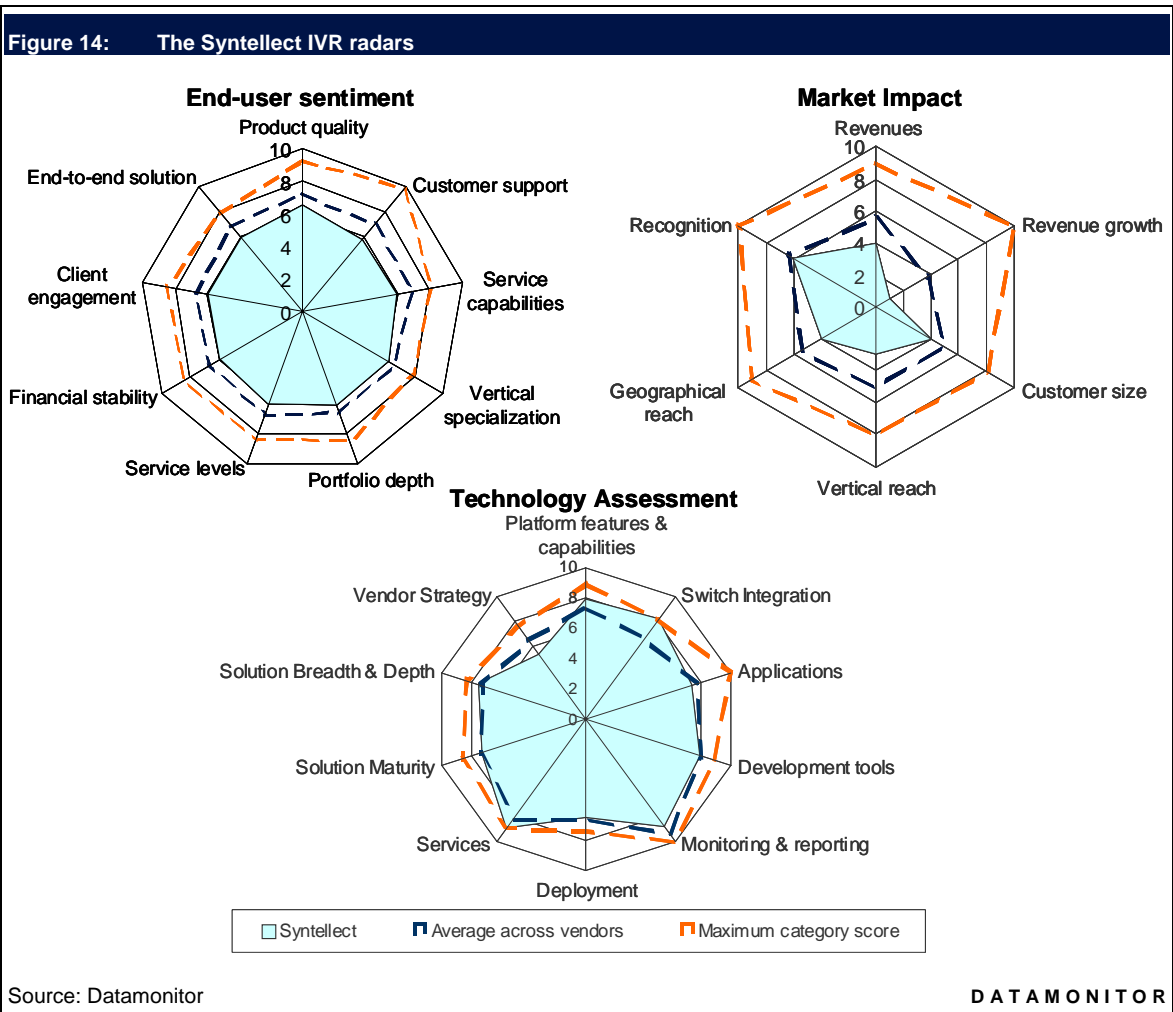 Figure 14: The Syntellect IVR radars
End-user sentiment
Product quality
Customer support
Service
capabilities
Vertical
specialization
Portfolio depth
Service levels
Financial stability
Client
engagement
End-to-end solution
10
8
6
4
2
0
Market Impact
Revenues
Revenue growth
Customer size
Vertical reach
Geographical
reach
Recognition
10
8
6
4
2
0
Technology Assessment
Platform features &
capabilities
Switch Integration
Applications
Development tools
Monitoring & reporting
Deployment
Services
Solution Maturity
Solution Breadth & Depth
Vendor Strategy
10
8
6
4
2
0
Syntellect
Average across vendors
Maximum category score
Source: Datamonitor
DATAMONITOR